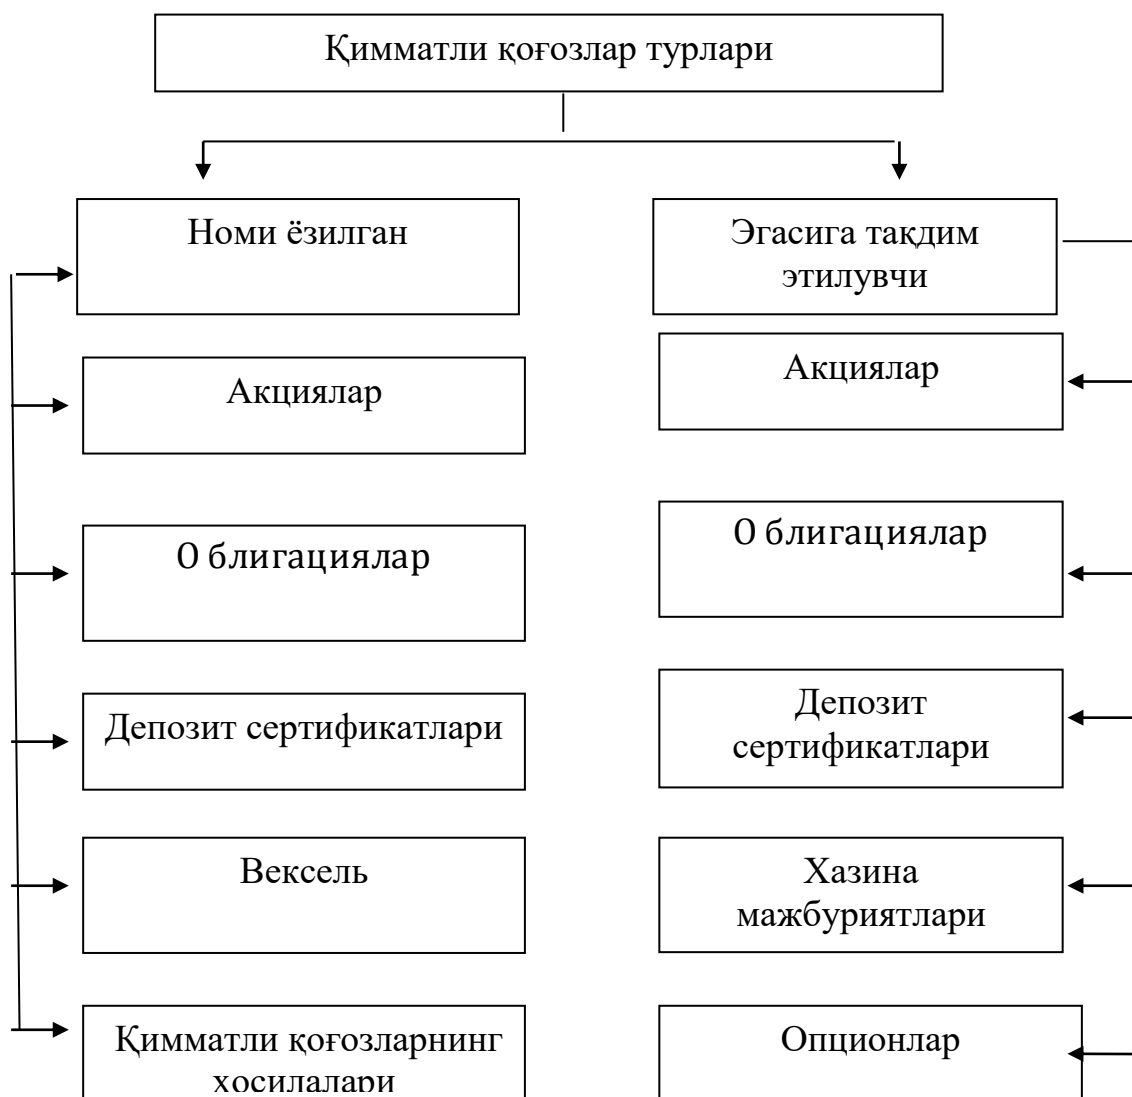 Қимматли қоғозлар турлари
Номи ёзилган
Эгасига тақдим
этилувчи
Акциялар
Акциялар
О блигациялар
О блигациялар
Депозит сертификатлари
Депозит
сертификатлари
Вексель
Хазина
мажбуриятлари
Қимматли қоғозларнинг
хосилалари
Опционлар